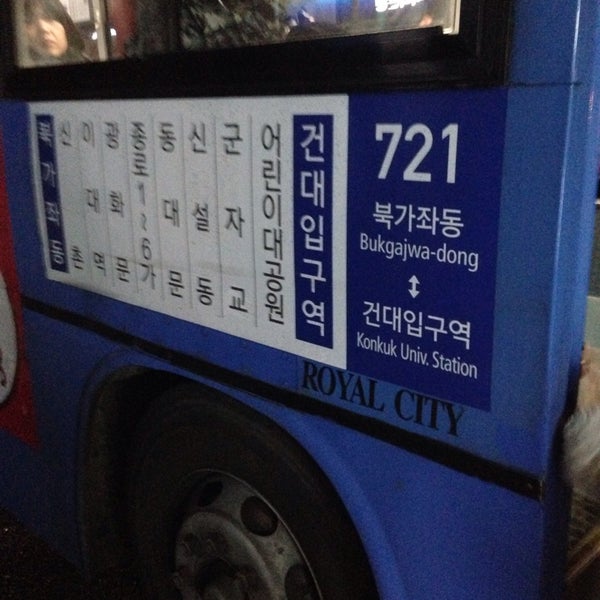 북가좌동
신촌
이대역
광화문
종로1~6가
동대문
신설동
군자교
어린이대공원
건대입구역
721
북가좌동
Bukgajwa-dong
↕
건대입구역
Konkuk Univ. Station
ROYAL CITY